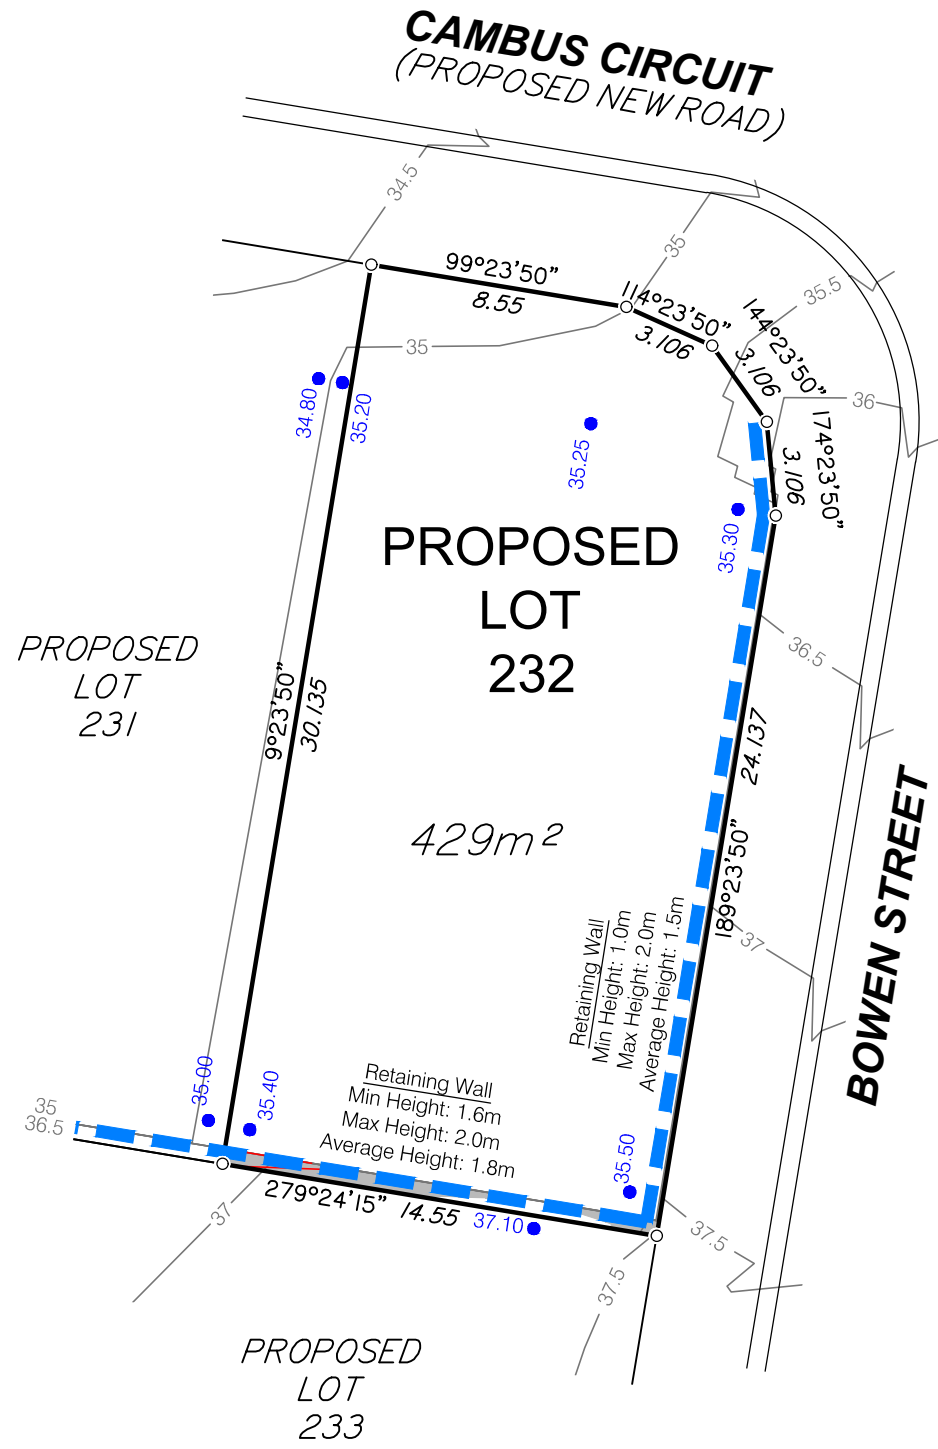 CAMBUS CIRCUIT
(PROPOSED NEW ROAD)
34.5
35
35.5
36
99°23'50"
8.55
114°23'50"
3.106
144°23'50"
3.106
174°23'50"
3.106
35
34.80
35.20
35.25
35.30
PROPOSED
LOT
232
36.5
PROPOSED
LOT
231
9°23'50"
30.135
24.137
189°23'50"
429m²
BOWEN STREET
37
Retaining Wall
Min Height: 1.0m
Max Height: 2.0m
Average Height: 1.5m
35.00
35.40
Retaining Wall
Min Height: 1.6m
Max Height: 2.0m
Average Height: 1.8m
35.50
35
36.5
279°24'15"
14.55
37.10
37
37.5
37.5
PROPOSED
LOT
233